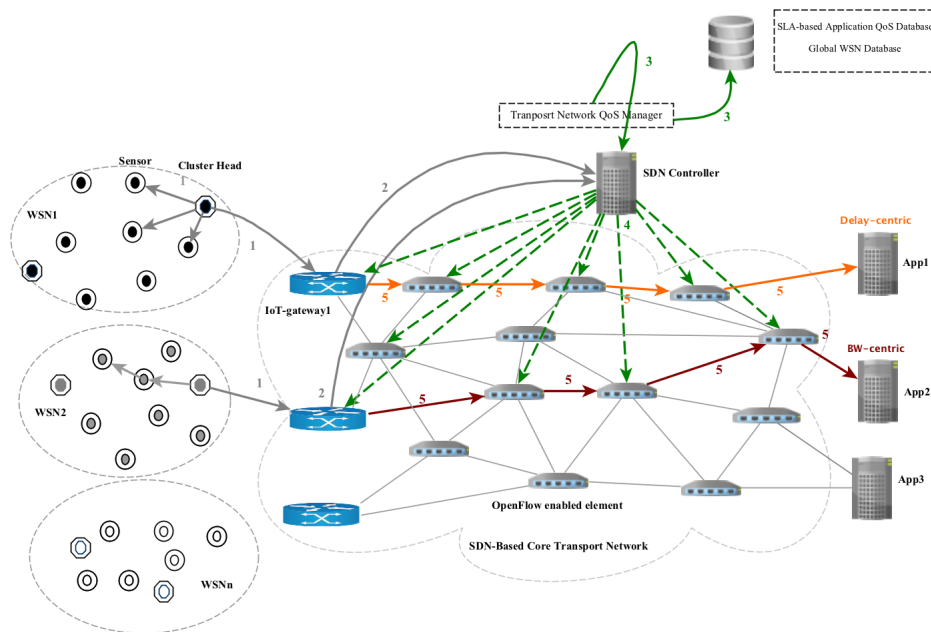 SLA-based Application QoS Database
Global WSN Database
3
3
Tranposrt Network QoS Manager
Sensor
Cluster Head
1
2
SDN Controller
WSN1
4
Delay-centric
1
App1
5
5
5
5
IoT-gateway1
5
BW-centric
5
5
1
2
5
5
WSN2
App2
App3
OpenFlow enabled element
SDN-Based Core Transport Network
WSNn